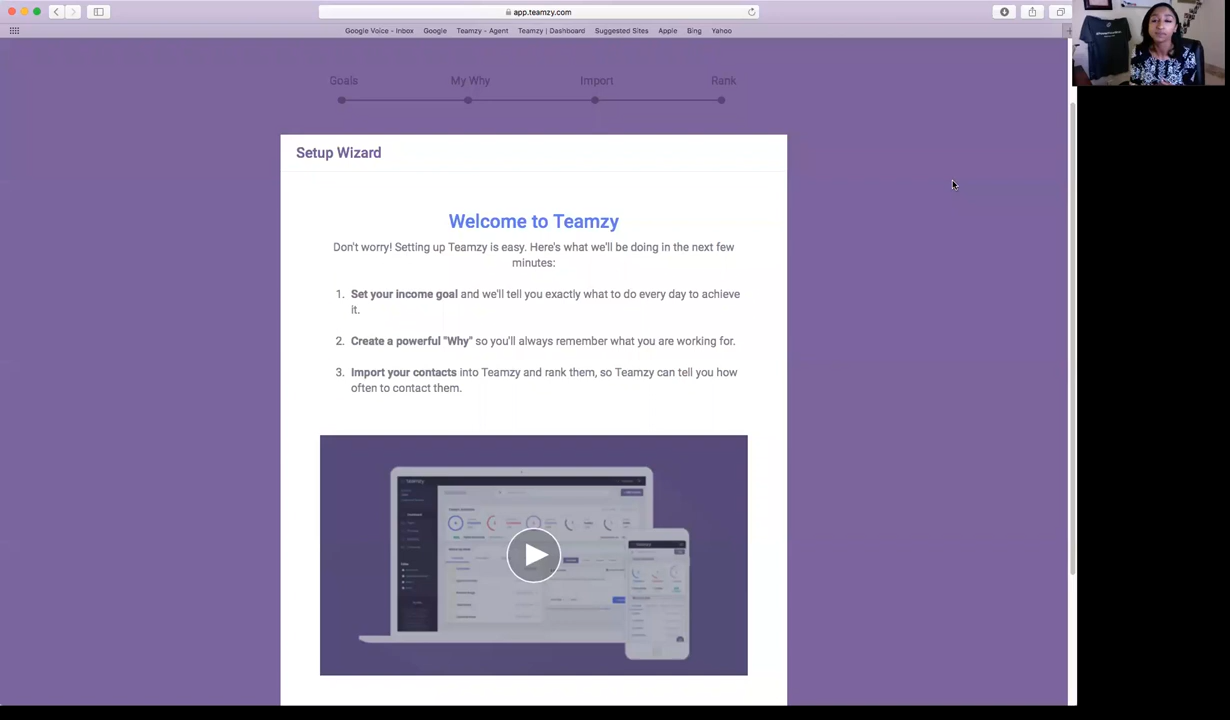 app.teamzy.com
Google Voice - Inbox Google Teamzy - Agent Teamzy | Dashboard Suggested Sites Apple Bing Yahoo
Goals My Why Import Rank
Setup Wizard
Welcome to Teamzy
Don't worry! Setting up Teamzy is easy. Here's what we'll be doing in the next few
minutes:
1. Set your income goal and we'll tell you exactly what to do every day to achieve
it.
2. Create a powerful "Why" so you'll always remember what you are working for.
3. Import your contacts into Teamzy and rank them, so Teamzy can tell you how
often to contact them.